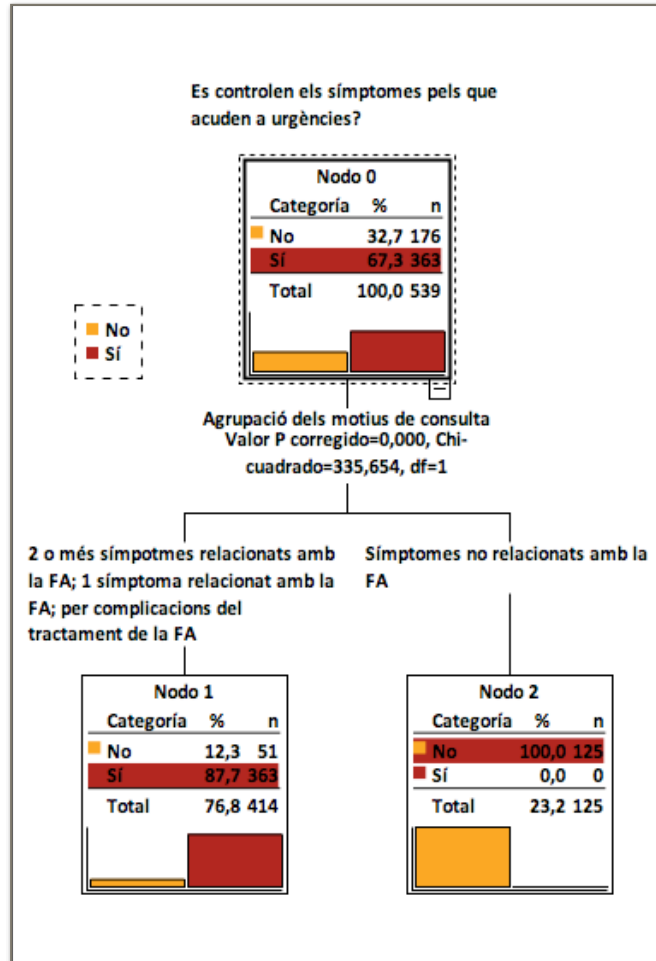 Es controlen els símptomes pels que
acuden a urgències?
Nodo 0
Categoría % n
No 32,7 176
Sí 67,3 363
Total 100,0 539
No
Sí
Agrupació dels motius de consulta
Valor P corregido=0,000, Chi-
cuadrado=335,654, df=1
2 o més símpotmes relacionats amb
la FA; 1 símptoma relacionat amb la
FA; per complicacions del
tractament de la FA
Símptomes no relacionats amb la
FA
Nodo 1
Categoría % n
No 12,3 51
Sí 87,7 363
Total 76,8 414
Nodo 2
Categoría % n
No 100,0 125
Sí 0,0 0
Total 23,2 125